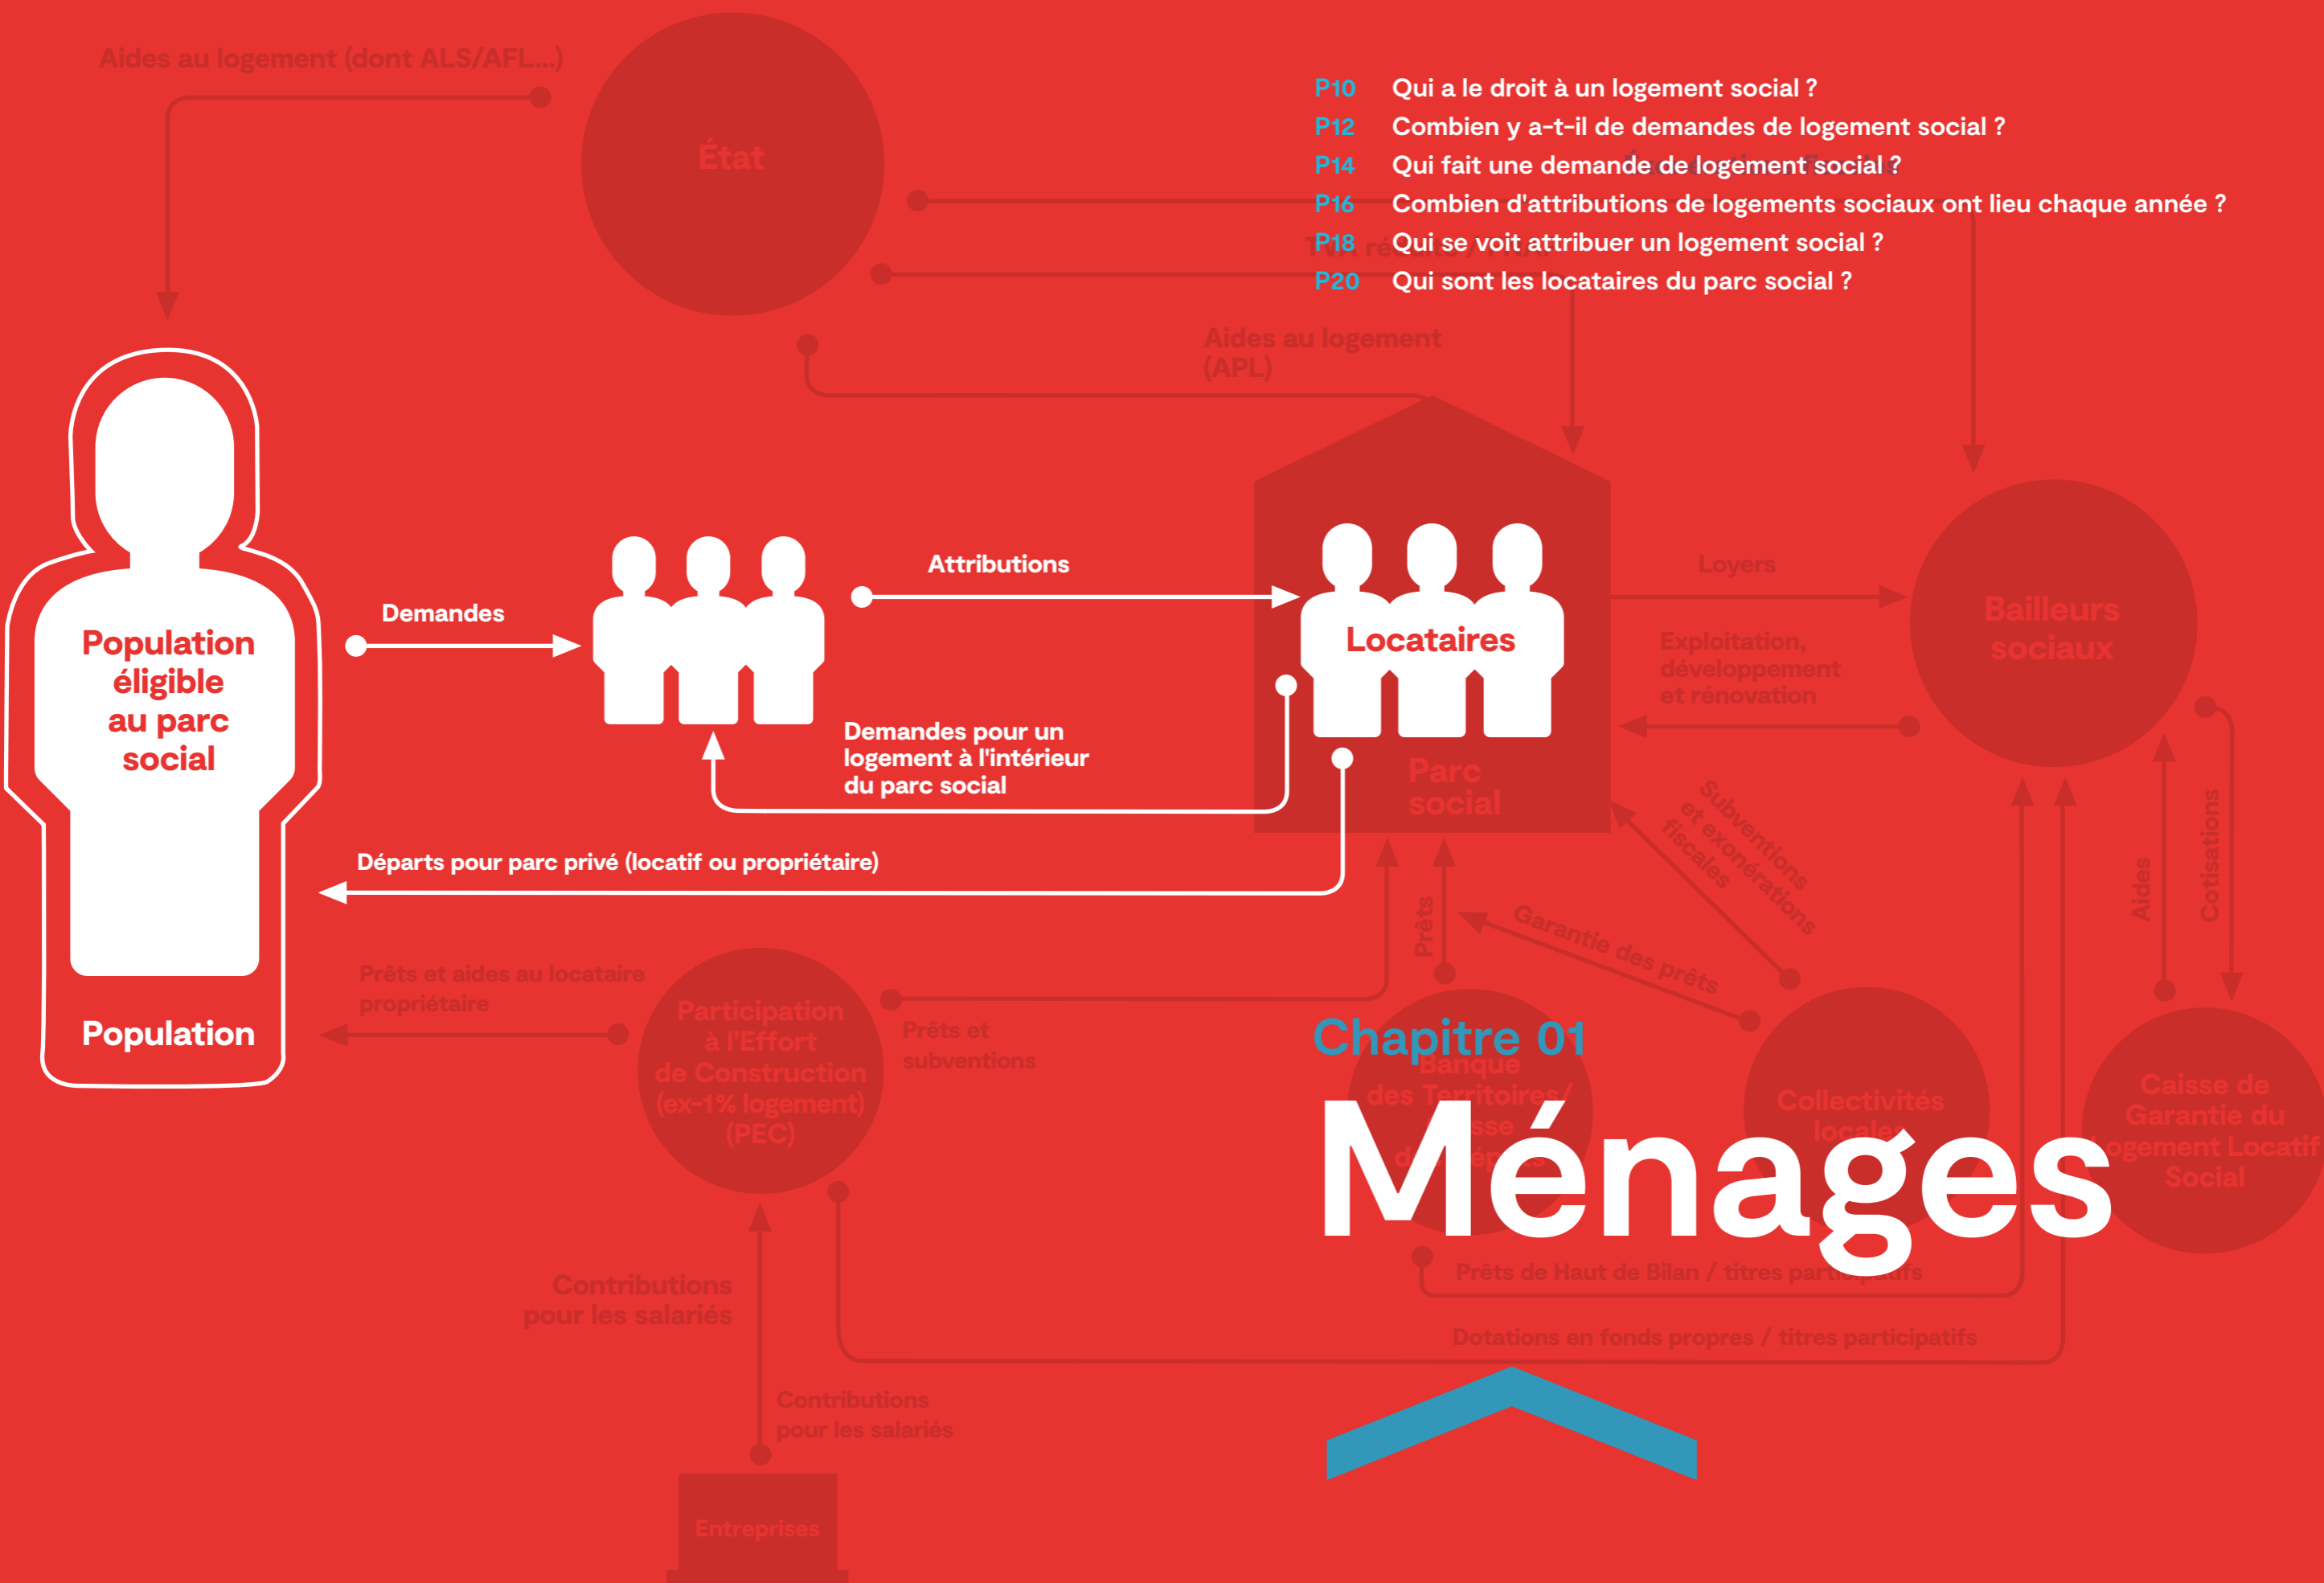 Aides au logement (dont ALS/AFL...)
État
P10 Qui a le droit à un logement social ?
P12 Combien y a-t-il de demandes de logement social ?
P14 Qui fait une demande de logement social ?
P16 Combien d'attributions de logements sociaux ont lieu chaque année ?
P18 Qui se voit attribuer un logement social ?
P20 Qui sont les locataires du parc social ?
Aides au logement
(APL)
Population
éligible
au parc
social
Population
Demandes
Attributions
Demandes pour un
logement à l'intérieur
du parc social
Départs pour parc privé (locatif ou propriétaire)
Locataires
Parc
social
Loyers
Exploitation,
développement
et rénovation
Bailleurs
sociaux
Subventions
et exonérations
fiscales
Garantie des prêts
Prêts
Aides
Cotisations
Prêts et aides au locataire
propriétaire
Participation
à l'Effort
de Construction
(ex-1% logement)
(PEC)
Prêts et
subventions
Chapitre 01
Ménages
Banque
des Territoires/
Collectivités
locales
Caisse de
Garantie du
Logement Locatif
Social
Prêts de Haut de Bilan / titres participatifs
Dotations en fonds propres / titres participatifs
Contributions
pour les salariés
Contributions
pour les salariés
Entreprises